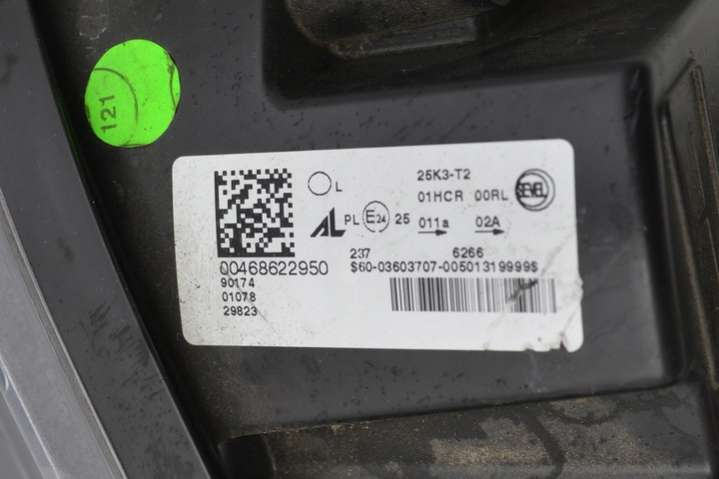 121
L
25K3-T2
01HCR 00RL
SEVEL
AL PL E24 25 011a 02A
237 6266
00468622950
$60-03603707-00501319999$
90174
01078
29823